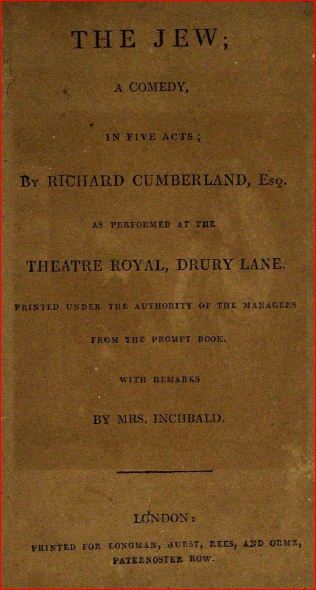 THE JEW;
A COMEDY,
IN FIVE ACTS;
BY RICHARD CUMBERLAND, ESQ.
AS PERFORMED AT THE
THEATRE ROYAL, DRURY LANE.
PRINTED UNDER THE AUTHORITY OF THE MANAGERS
FROM THE PROMPT BOOK.
WITH REMARKS
BY MRS. INCHBALD.
LONDON:
PRINTED FOR LONGMAN, HURST, REES, AND ORME,
PATERNOSTER ROW.